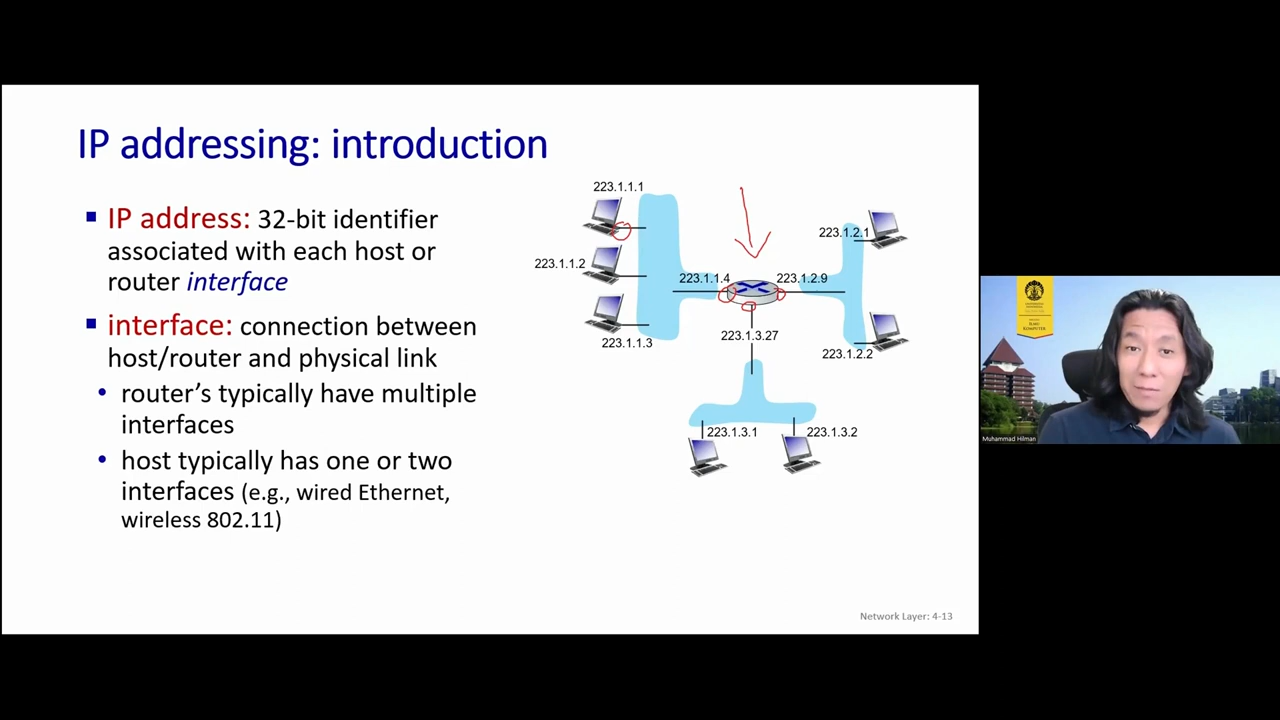 IP addressing: introduction
IP address: 32-bit identifier
associated with each host or
router interface
interface: connection between
host/router and physical link
router's typically have multiple
interfaces
host typically has one or two
interfaces (e.g., wired Ethernet,
wireless 802.11)
223.1.1.1
223.1.1.2
223.1.1.3
223.1.1.4
223.1.2.9
223.1.2.1
223.1.2.2
223.1.3.27
223.1.3.1
223.1.3.2
Network Layer: 4-13
ILMU
KOMPUTER
Muhammad Hilman